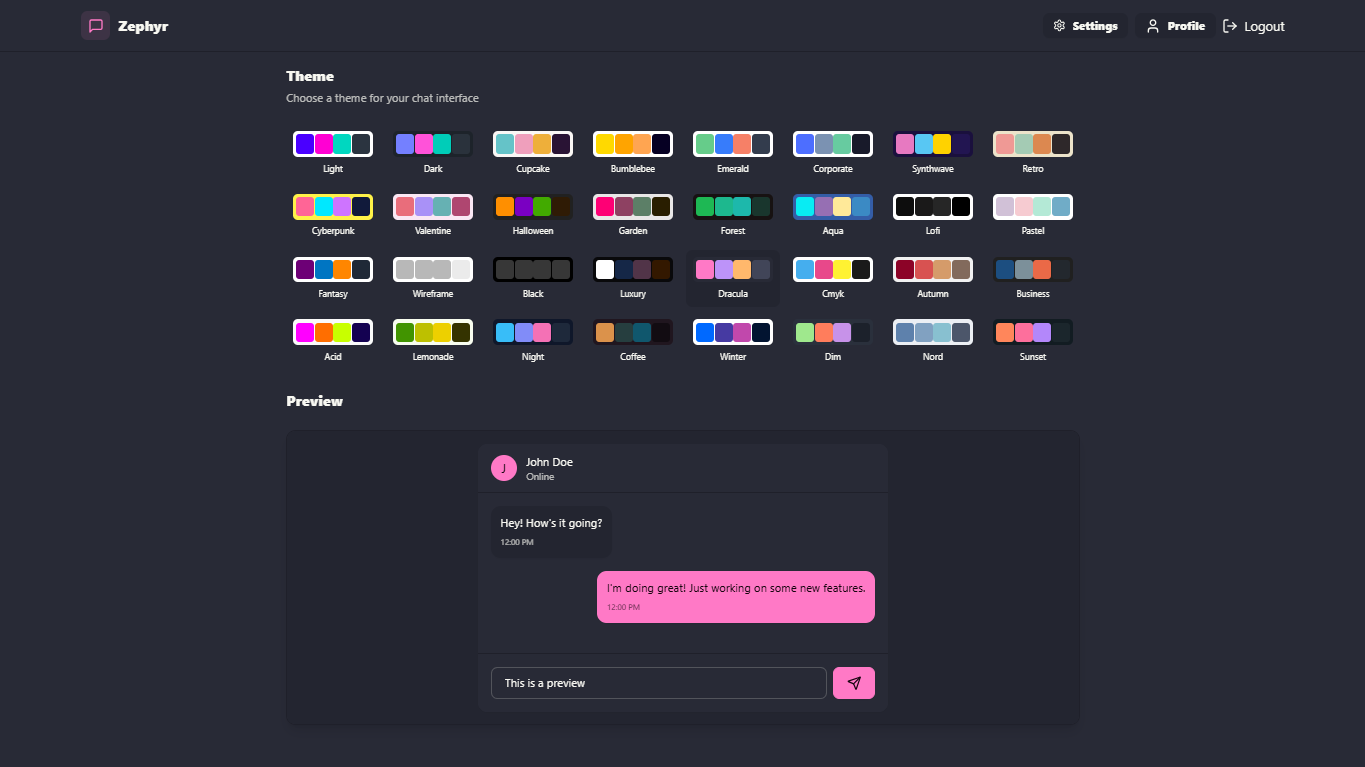 Zephyr
Settings Profile Logout
Theme
Choose a theme for your chat interface
Light Dark Cupcake Bumblebee Emerald Corporate Synthwave Retro
Cyberpunk Valentine Halloween Garden Forest Aqua Lofi Pastel
Fantasy Wireframe Black Luxury Dracula Cmyk Autumn Business
Acid Lemonade Night Coffee Winter Dim Nord Sunset
Preview
J
John Doe
Online
Hey! How's it going?
12:00 PM
I'm doing great! Just working on some new features.
12:00 PM
This is a preview